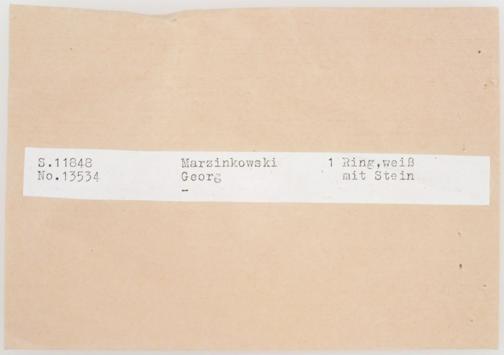 S.11848 Marzinkowski 1 Ring,weiß
No.13534 Georg mit Stein
-